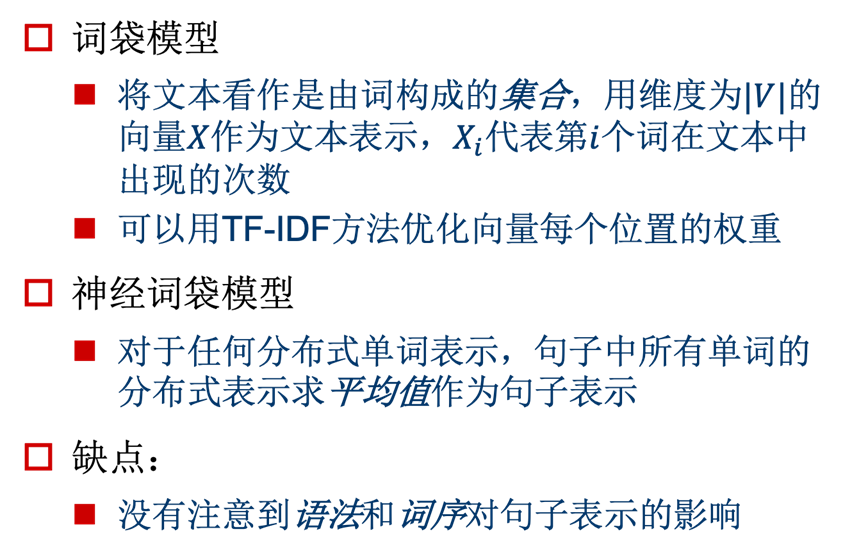 词袋模型
将文本看作是由词构成的集合，用维度为|V|的
向量X作为文本表示，Xᵢ代表第i个词在文本中
出现的次数
可以用TF-IDF方法优化向量每个位置的权重
神经词袋模型
对于任何分布式单词表示，句子中所有单词的
分布式表示求平均值作为句子表示
缺点：
没有注意到语法和词序对句子表示的影响